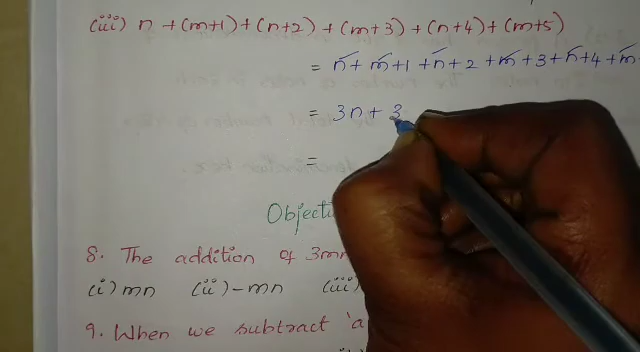 (iii) n + (m+1) + (n+2) + (m+3) + (n+4) + (m+5)
= n + m + 1 + n + 2 + m + 3 + n + 4 + m
= 3n + 3
=
8. The addition of 3mn
(i) mn (ii) -mn (iii)
9. When we subtract 'a